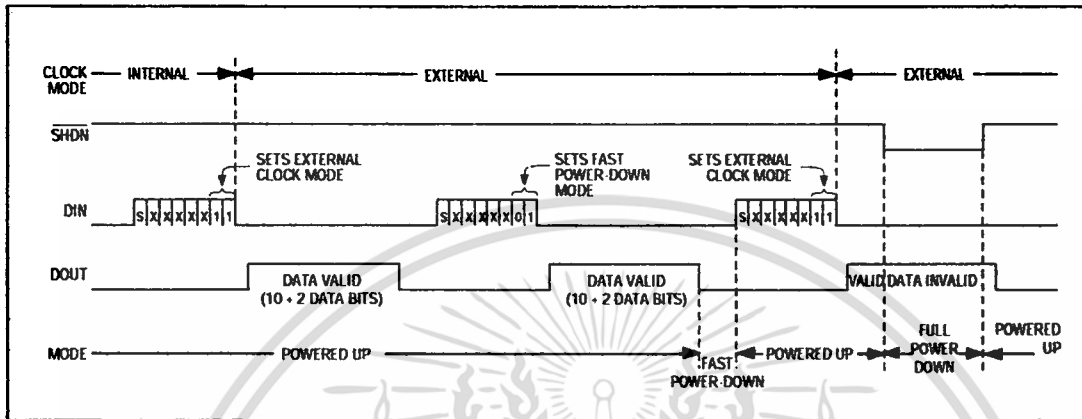 CLOCK MODE
INTERNAL
EXTERNAL
EXTERNAL
SHDN
SETS EXTERNAL
CLOCK MODE
SETS FAST
POWER-DOWN
MODE
SETS EXTERNAL
CLOCK MODE
DIN
S X X X X X 1 1
S X X X X X 0 1
S X X X X X 1 1
DOUT
DATA VALID
(10 + 2 DATA BITS)
DATA VALID
(10 + 2 DATA BITS)
VALID
DATA INVALID
MODE
POWERED UP
FAST
POWER-DOWN
POWERED UP
FULL
POWER
DOWN
POWERED
UP